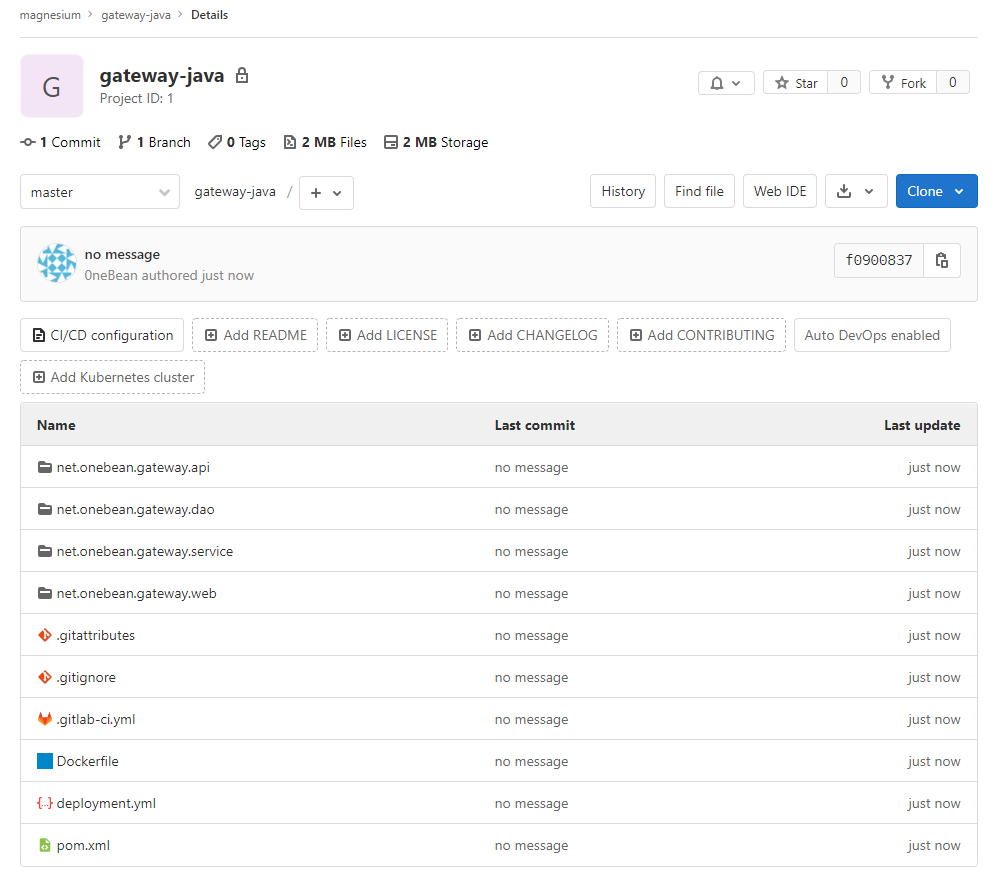 magnesium > gateway-java > Details
G
gateway-java
Project ID: 1
Star 0 Fork 0
1 Commit 1 Branch 0 Tags 2 MB Files 2 MB Storage
master gateway-java / + History Find file Web IDE Clone
no message
OneBean authored just now
f0900837
CI/CD configuration Add README Add LICENSE Add CHANGELOG Add CONTRIBUTING Auto DevOps enabled
Add Kubernetes cluster
Name Last commit Last update
net.onebean.gateway.api no message just now
net.onebean.gateway.dao no message just now
net.onebean.gateway.service no message just now
net.onebean.gateway.web no message just now
.gitattributes no message just now
.gitignore no message just now
.gitlab-ci.yml no message just now
Dockerfile no message just now
deployment.yml no message just now
pom.xml no message just now